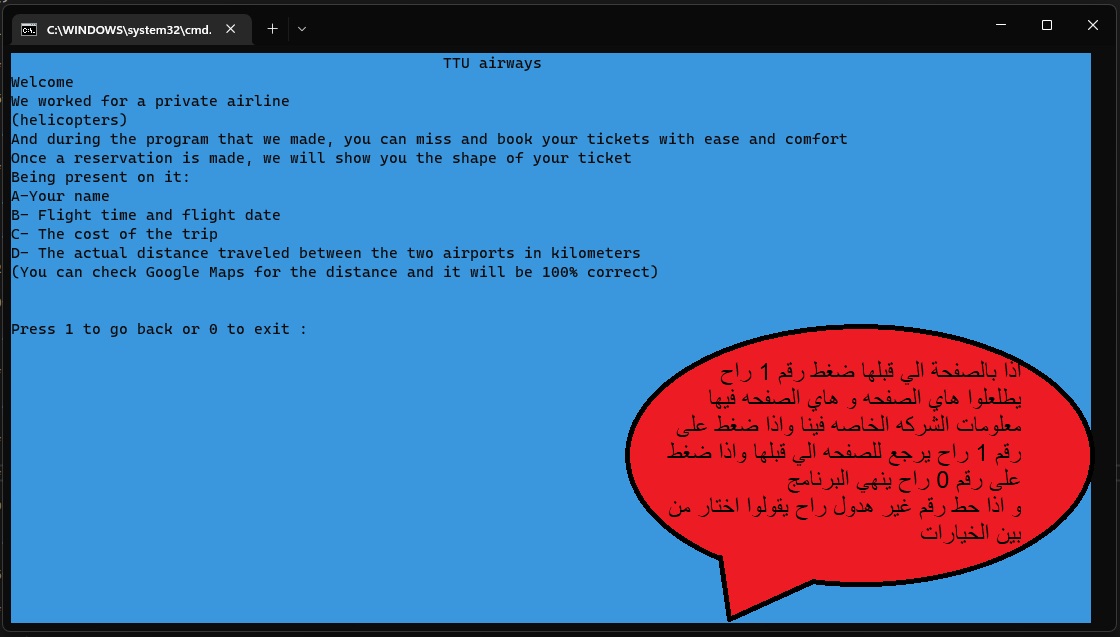 C:\WINDOWS\system32\cmd.
TTU airways
Welcome
We worked for a private airline
(helicopters)
And during the program that we made, you can miss and book your tickets with ease and comfort
Once a reservation is made, we will show you the shape of your ticket
Being present on it:
A-Your name
B- Flight time and flight date
C- The cost of the trip
D- The actual distance traveled between the two airports in kilometers
(You can check Google Maps for the distance and it will be 100% correct)
Press 1 to go back or 0 to exit :
اذا بالصفحة الي قبلها ضغط رقم 1 راح
يطلعلوا هاي الصفحه و هاي الصفحه فيها
معلومات الشركه الخاصه فينا واذا ضغط على
رقم 1 راح يرجع للصفحه الي قبلها واذا ضغط
على رقم 0 راح ينهي البرنامج
و اذا حط رقم غير هدول راح يقولوا اختار من
بين الخيارات